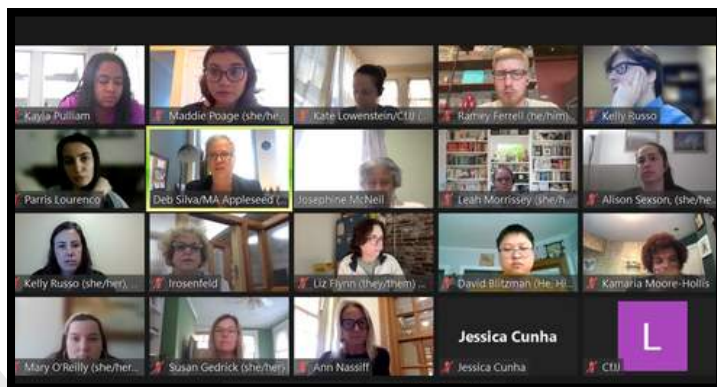 Kayla Pulliam
Maddie Poage (she/he...
Kate Lowenstein/CfJJ (...
Ramey Ferrell (he/him)...
Kelly Russo
Parris Lourenco
Deb Silva/MA Appleseed (...
Josephine McNeil
Leah Morrissey (she/h...
Alison Sexson, (she/he...
Kelly Russo (she/her), ...
lrosenfeld
Liz Flynn (they/them) ...
David Blitzman (He, Hi...
Kamaria Moore-Hollis
Mary O'Reilly (she/her...
Susan Gedrick (she/her)
Ann Nassiff
Jessica Cunha
Jessica Cunha
L
CfJJ